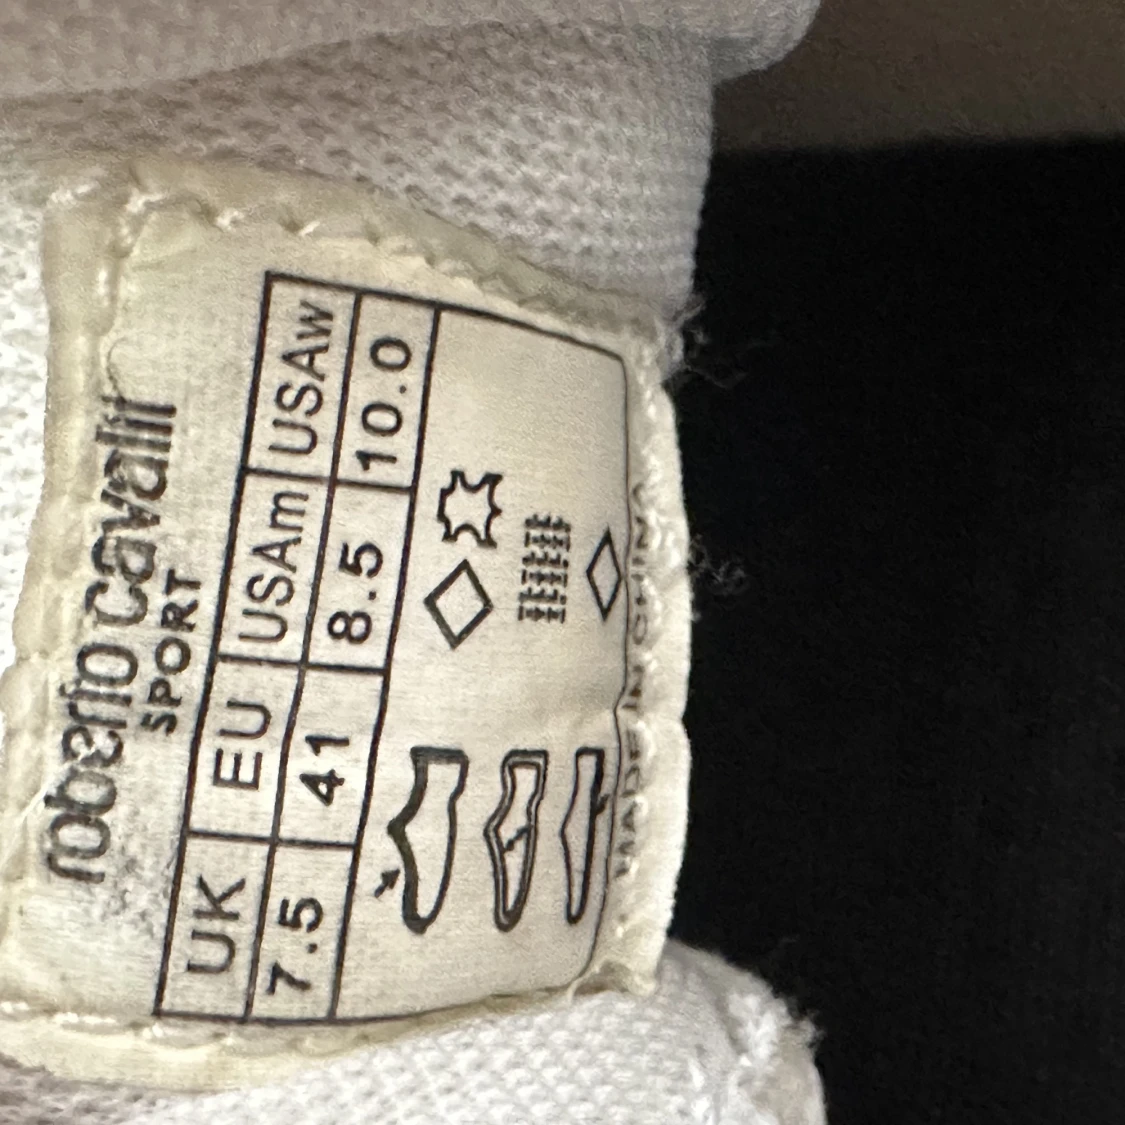 roberto cavalli
SPORT
UK EU USAm USAw
7.5 41 8.5 10.0
MADE IN CHINA